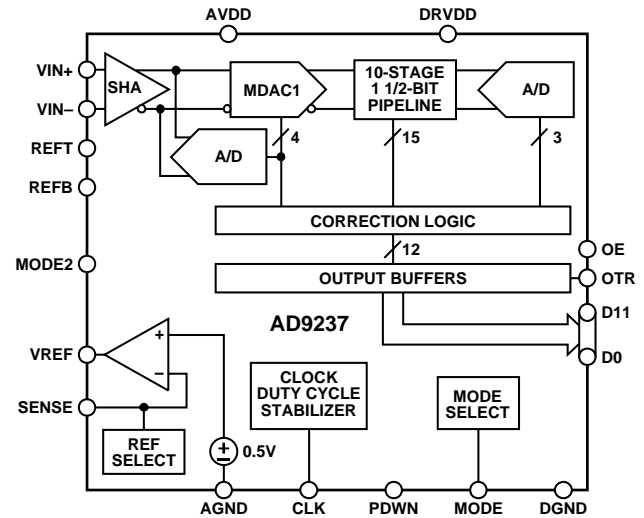 AVDD DRVDD
VIN+
SHA
MDAC1
10-STAGE
1 1/2-BIT
PIPELINE
A/D
VIN–
REFT
A/D
4
15
3
REFB
CORRECTION LOGIC
12
OE
MODE2
OUTPUT BUFFERS
OTR
AD9237
D11
+
VREF
–
D0
CLOCK
DUTY CYCLE
STABILIZER
MODE
SELECT
SENSE
REF
SELECT
+
–
0.5V
AGND CLK PDWN MODE DGND